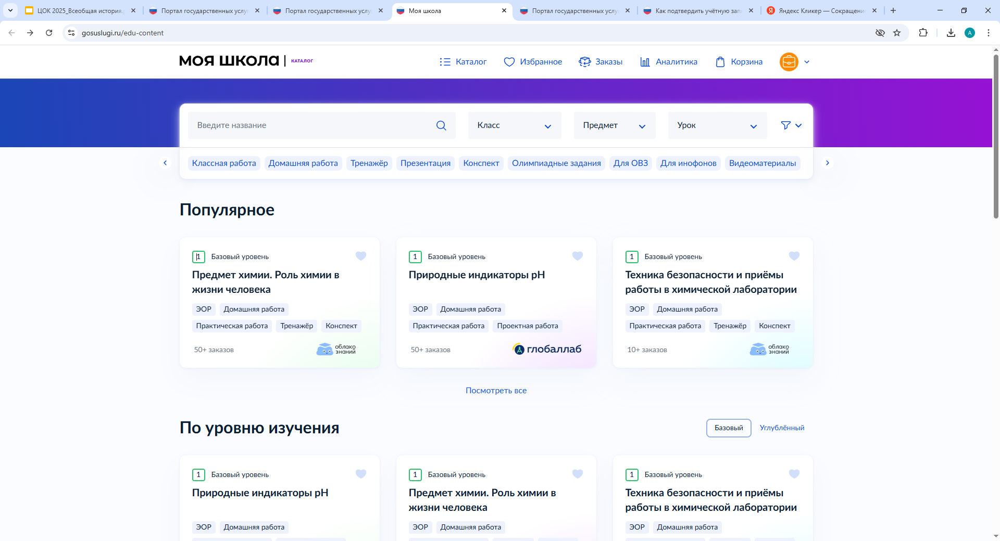 ЦОК 2025_Всеобщая история.
Портал государственных услу
Портал государственных услу
Моя школа
Портал государственных услу
Как подтвердить учётную зап
Яндекс Кликер — Сокращени
gosuslugi.ru/edu-content
А
МОЯ ШКОЛА | КАТАЛОГ
Каталог
Избранное
Заказы
Аналитика
Корзина
Введите название
Класс
Предмет
Урок
Классная работа
Домашняя работа
Тренажёр
Презентация
Конспект
Олимпиадные задания
Для ОВЗ
Для инофонов
Видеоматериалы
Популярное
1 Базовый уровень
Предмет химии. Роль химии в
жизни человека
ЭОР Домашняя работа
Практическая работа Тренажёр Конспект
50+ заказов
облако
знаний
1 Базовый уровень
Природные индикаторы pH
ЭОР Домашняя работа
Практическая работа Проектная работа
50+ заказов
глобаллаб
1 Базовый уровень
Техника безопасности и приёмы
работы в химической лаборатории
ЭОР Домашняя работа
Практическая работа Тренажёр Конспект
10+ заказов
облако
знаний
Посмотреть все
По уровню изучения
Базовый
Углублённый
1 Базовый уровень
Природные индикаторы pH
ЭОР Домашняя работа
1 Базовый уровень
Предмет химии. Роль химии в
жизни человека
ЭОР Домашняя работа
1 Базовый уровень
Техника безопасности и приёмы
работы в химической лаборатории
ЭОР Домашняя работа